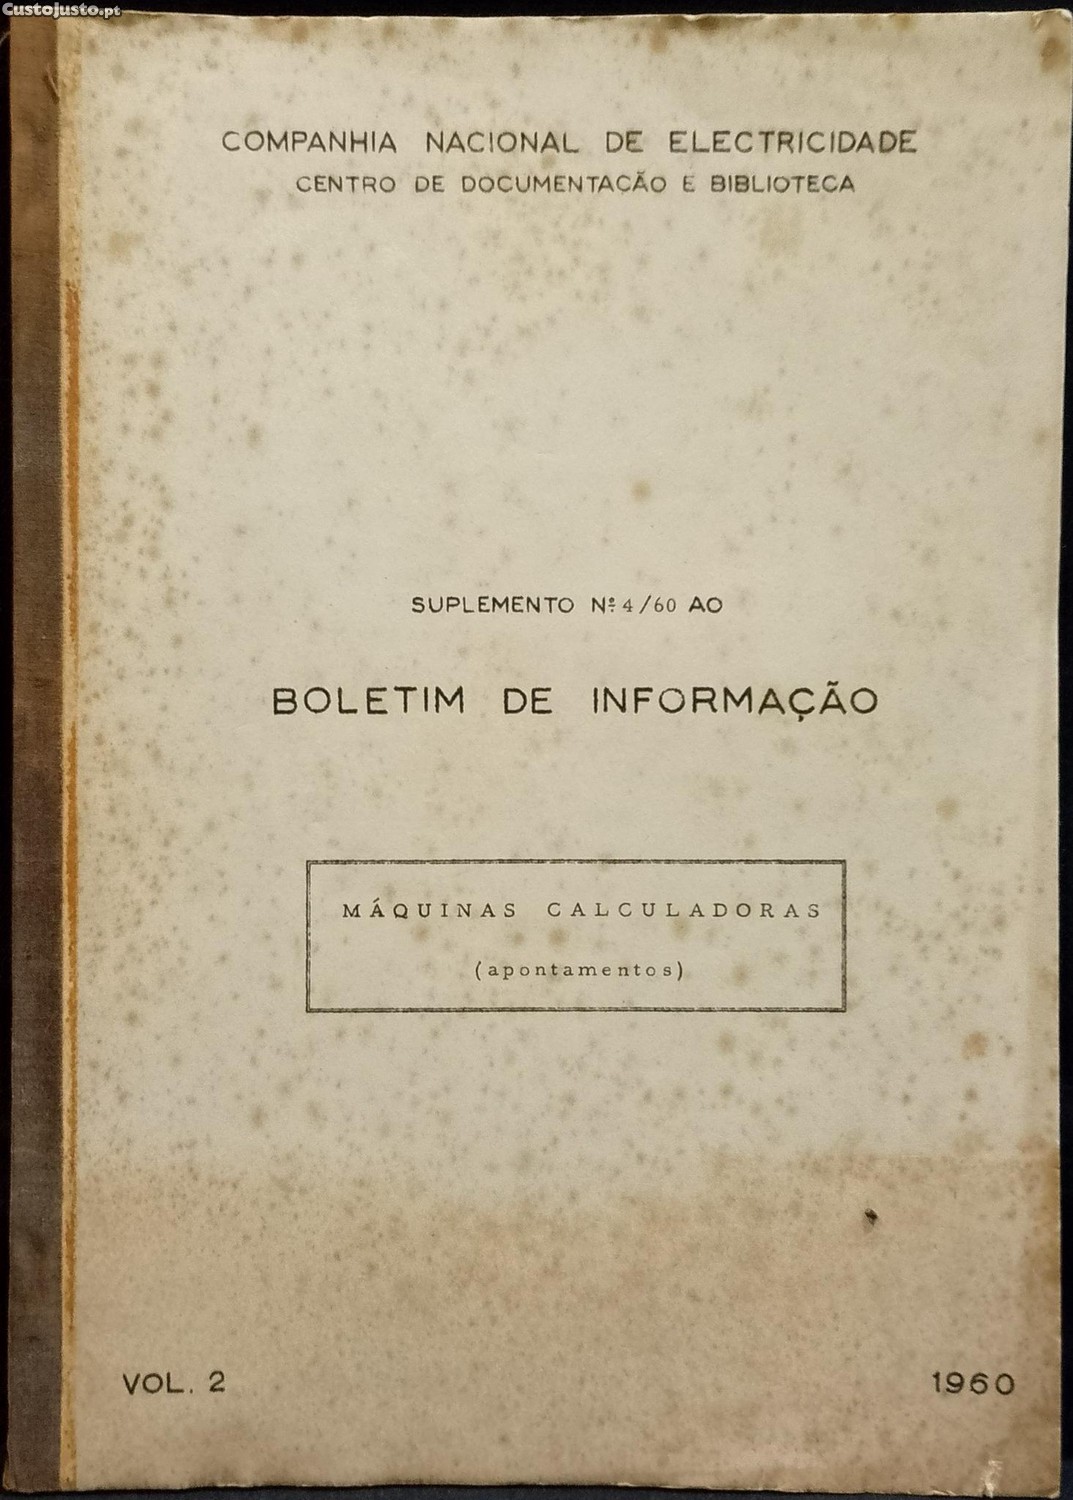 Custojusto.pt
COMPANHIA NACIONAL DE ELECTRICIDADE
CENTRO DE DOCUMENTAÇÃO E BIBLIOTECA
SUPLEMENTO Nº 4/60 AO
BOLETIM DE INFORMAÇÃO
MÁQUINAS CALCULADORAS
(apontamentos)
VOL. 2
1960